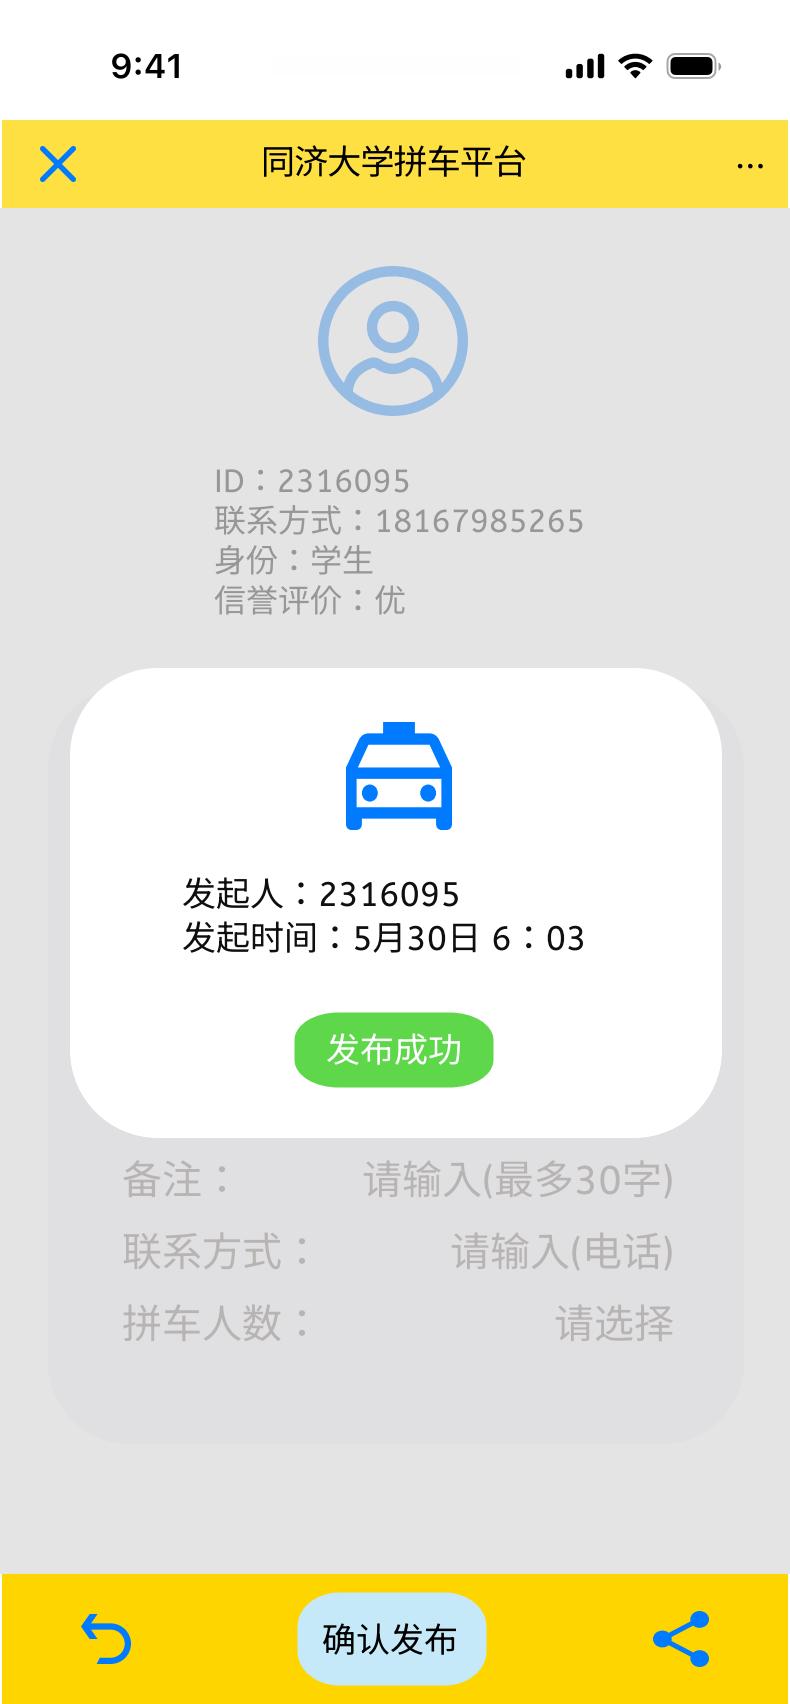 9:41
同济大学拼车平台
...
ID：2316095
联系方式：18167985265
身份：学生
信誉评价：优
发起人：2316095
发起时间：5月30日 6：03
发布成功
备注： 请输入(最多30字)
联系方式： 请输入(电话)
拼车人数： 请选择
确认发布